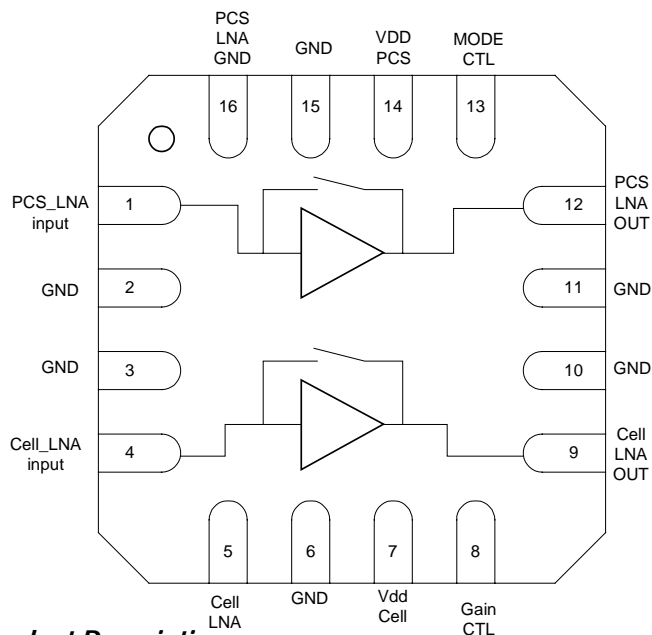 PCS
LNA
GND
GND
VDD
PCS
MODE
CTL
16
15
14
13
PCS_LNA
input
1
12
PCS
LNA
OUT
GND
2
11
GND
GND
3
10
GND
Cell_LNA
input
4
9
Cell
LNA
OUT
5
6
7
8
Cell
LNA
GND
Vdd
Cell
Gain
CTL